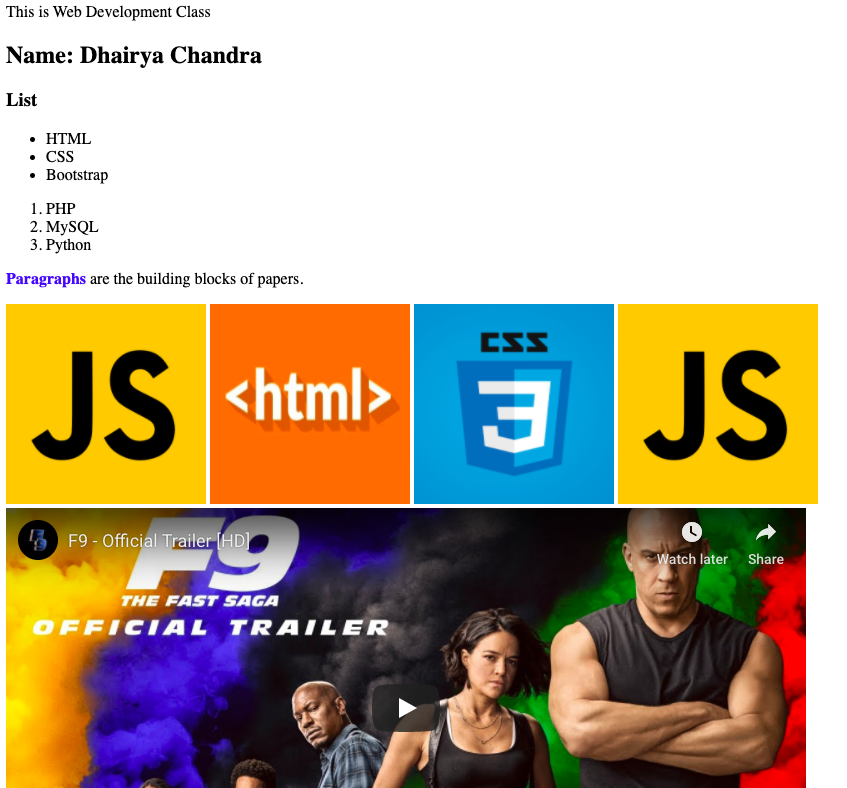 This is Web Development Class
Name: Dhairya Chandra
List
• HTML
• CSS
• Bootstrap
1. PHP
2. MySQL
3. Python
Paragraphs are the building blocks of papers.
JS
<html>
CSS
3
JS
F9 - Official Trailer [HD]
Watch later
Share
F9
THE FAST SAGA
OFFICIAL TRAILER